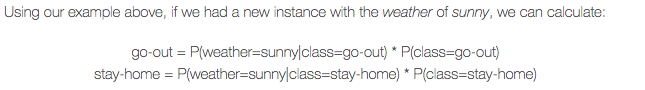 Using our example above, if we had a new instance with the weather of sunny, we can calculate:
go-out = P(weather=sunny|class=go-out) * P(class=go-out)
stay-home = P(weather=sunny|class=stay-home) * P(class=stay-home)